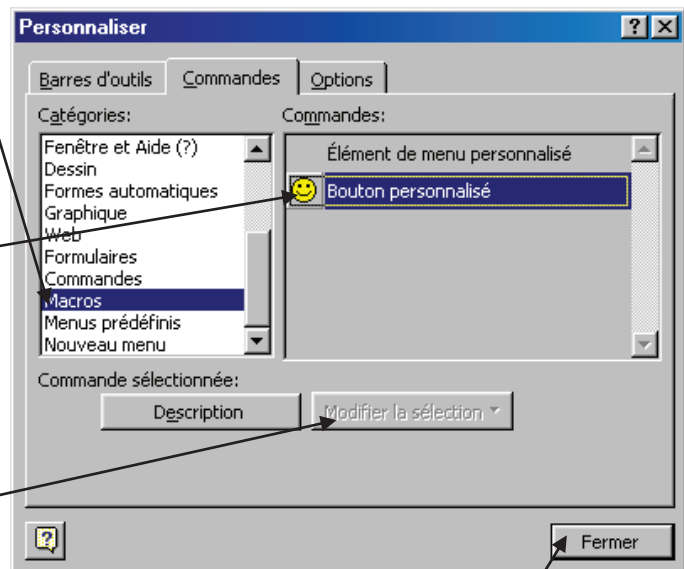 Personnaliser
Barres d'outils Commandes Options
Catégories: Commandes:
Fenêtre et Aide (?)
Dessin
Formes automatiques
Graphique
Web
Formulaires
Commandes
Macros
Menus prédéfinis
Nouveau menu
Élément de menu personnalisé
Bouton personnalisé
Commande sélectionnée:
Description Modifier la sélection
Fermer